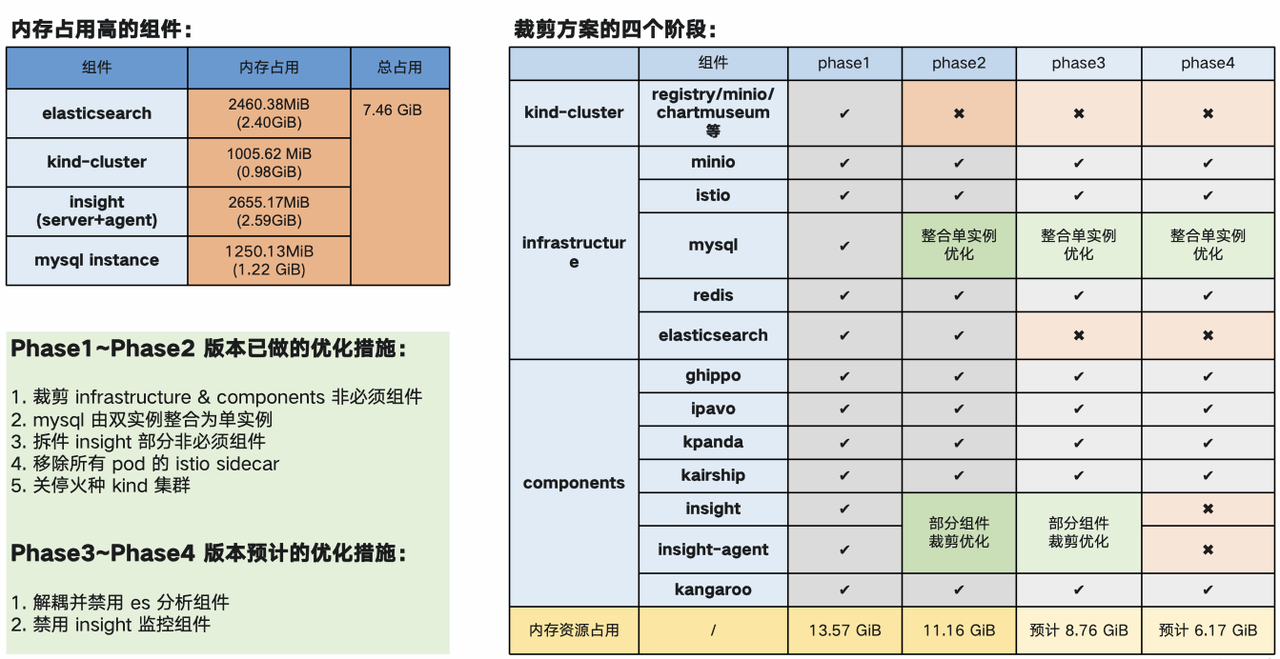 内存占用高的组件：
组件 内存占用 总占用
elasticsearch 2460.38MiB 7.46 GiB
(2.40GiB)
kind-cluster 1005.62 MiB
(0.98GiB)
insight 2655.17MiB
(server+agent) (2.59GiB)
mysql instance 1250.13MiB
(1.22 GiB)
Phase1~Phase2 版本已做的优化措施：
1. 裁剪 infrastructure & components 非必须组件
2. mysql 由双实例整合为单实例
3. 拆件 insight 部分非必须组件
4. 移除所有 pod 的 istio sidecar
5. 关停火种 kind 集群
Phase3~Phase4 版本预计的优化措施：
1. 解耦并禁用 es 分析组件
2. 禁用 insight 监控组件
裁剪方案的四个阶段：
组件 phase1 phase2 phase3 phase4
kind-cluster
registry/minio/
chartmuseum
等
✔ ✖ ✖ ✖
infrastructur
e
minio ✔ ✔ ✔ ✔
istio ✔ ✔ ✔ ✔
mysql ✔
整合单实例
优化
整合单实例
优化
整合单实例
优化
redis ✔ ✔ ✔ ✔
elasticsearch ✔ ✔ ✖ ✖
components
ghippo ✔ ✔ ✔ ✔
ipavo ✔ ✔ ✔ ✔
kpanda ✔ ✔ ✔ ✔
kairship ✔ ✔ ✔ ✔
insight ✔
部分组件
裁剪优化
部分组件
裁剪优化
✖
insight-agent ✔ ✖
kangaroo ✔ ✔ ✔ ✔
内存资源占用 / 13.57 GiB 11.16 GiB 预计 8.76 GiB 预计 6.17 GiB